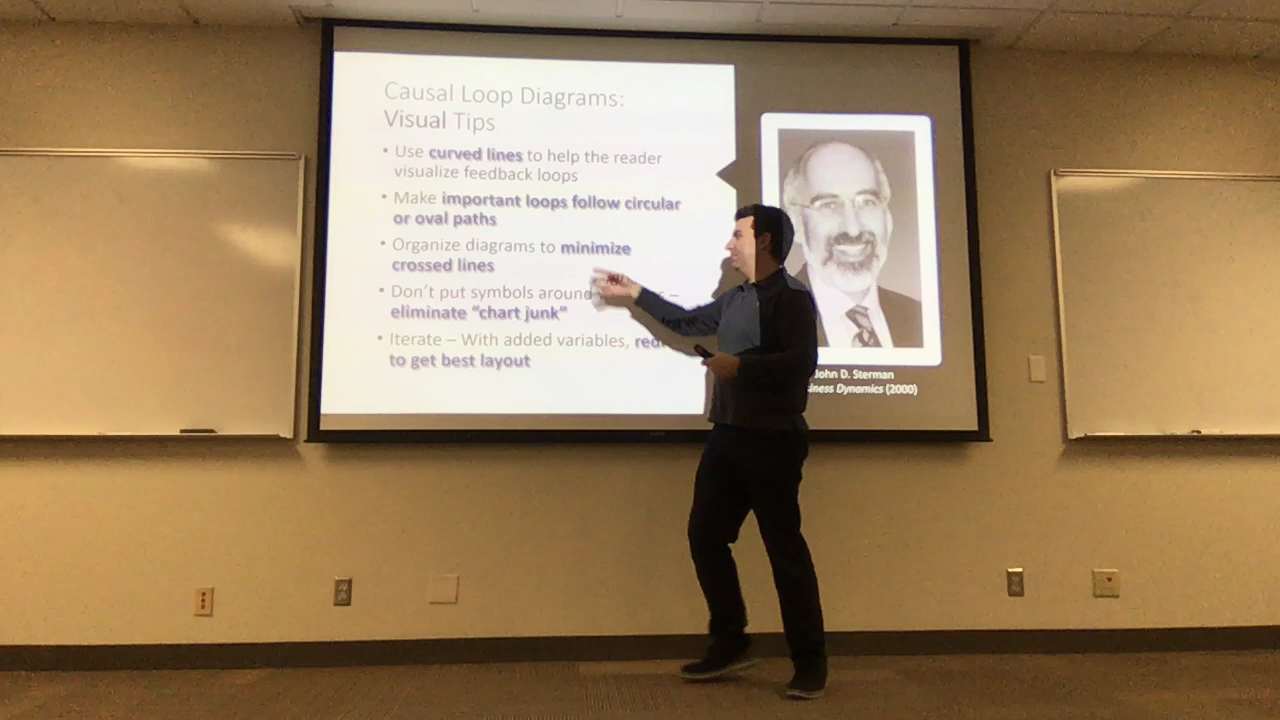 Causal Loop Diagrams:
Visual Tips
• Use curved lines to help the reader
visualize feedback loops
• Make important loops follow circular
or oval paths
• Organize diagrams to minimize
crossed lines
• Don't put symbols around –
eliminate "chart junk"
• Iterate – With added variables,
to get best layout
John D. Sterman
Dynamics (2000)